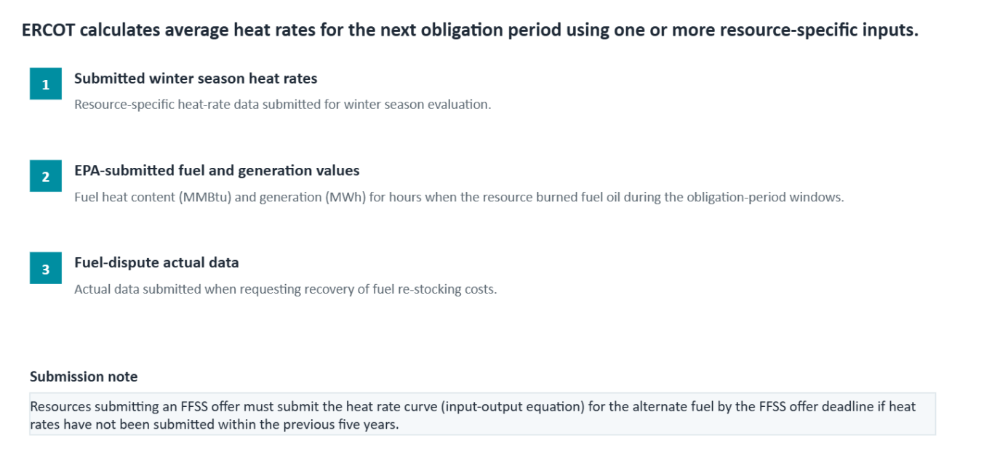 ERCOT calculates average heat rates for the next obligation period using one or more resource-specific inputs.
1
Submitted winter season heat rates
Resource-specific heat-rate data submitted for winter season evaluation.
2
EPA-submitted fuel and generation values
Fuel heat content (MMBtu) and generation (MWh) for hours when the resource burned fuel oil during the obligation-period windows.
3
Fuel-dispute actual data
Actual data submitted when requesting recovery of fuel re-stocking costs.
Submission note
Resources submitting an FFSS offer must submit the heat rate curve (input-output equation) for the alternate fuel by the FFSS offer deadline if heat
rates have not been submitted within the previous five years.